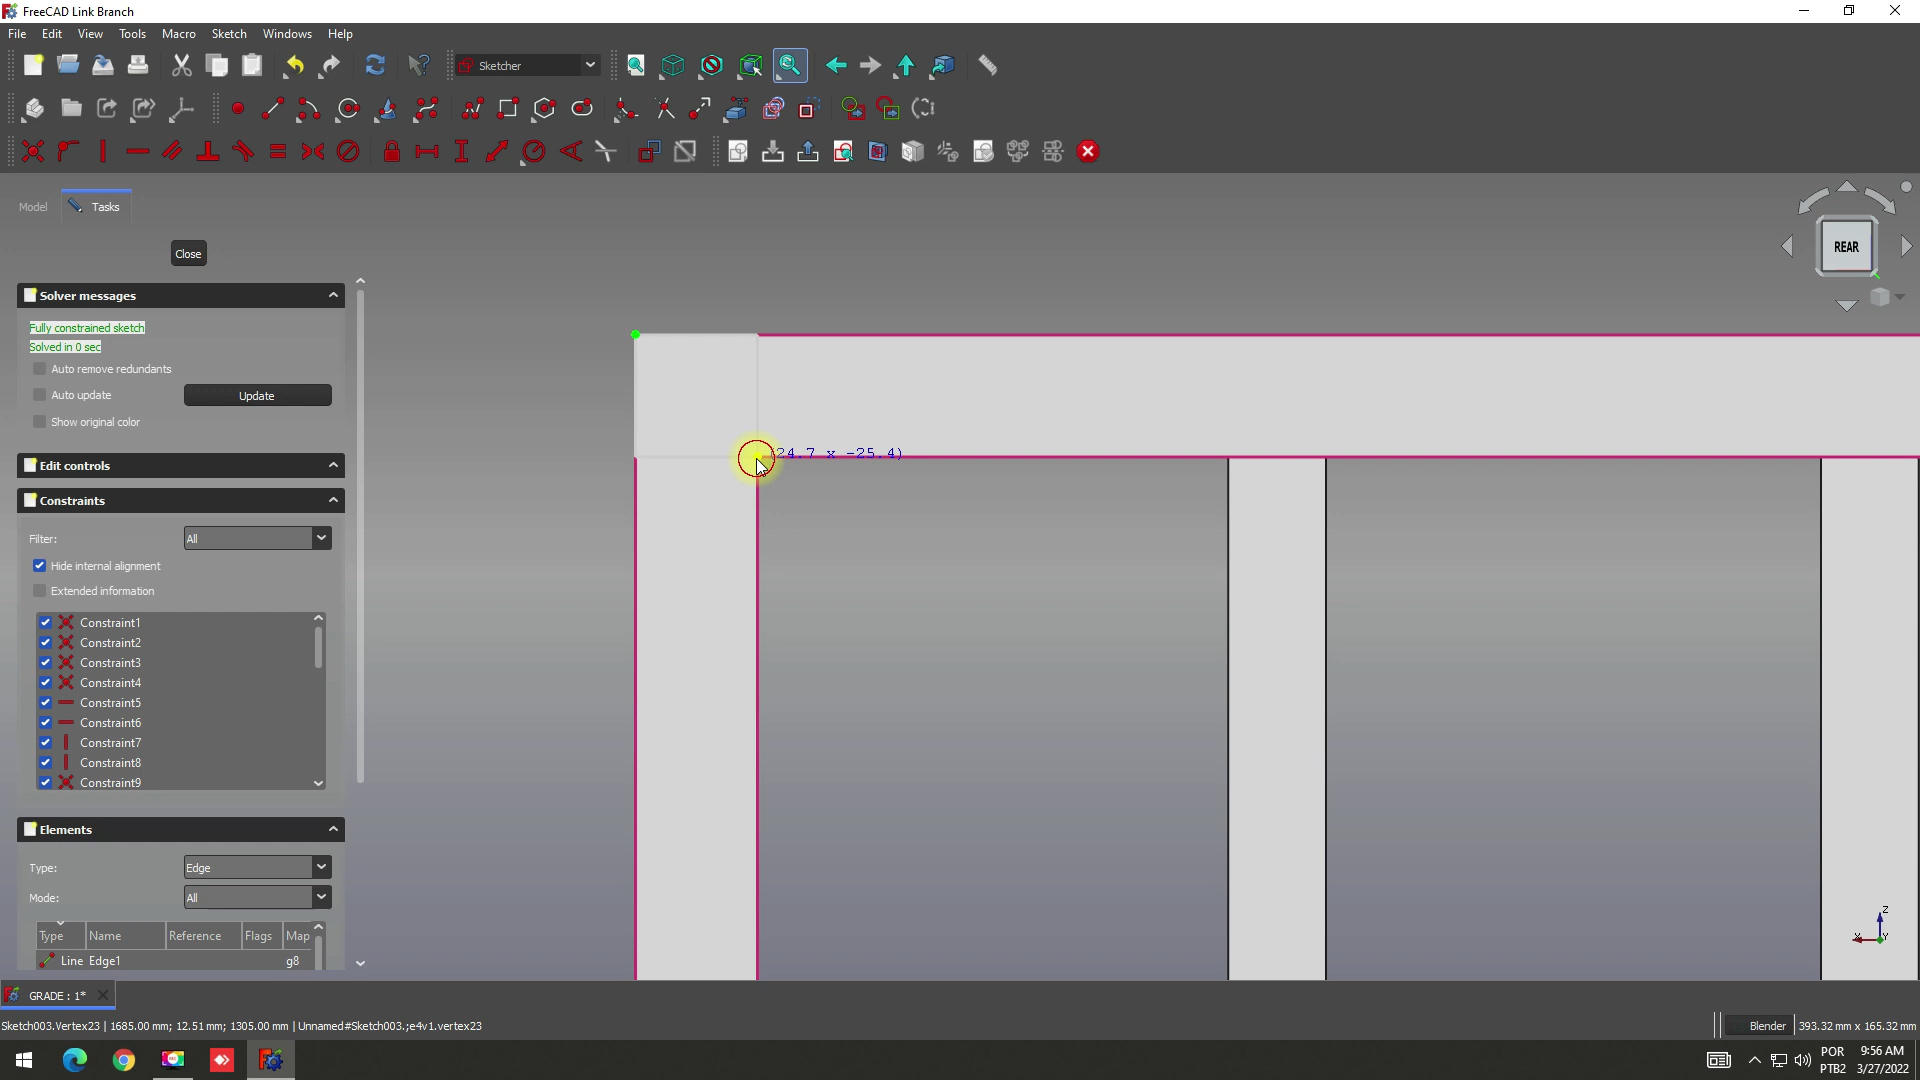 FreeCAD Link Branch
File Edit View Tools Macro Sketch Windows Help
Sketcher
Model Tasks
Close
Solver messages
Fully constrained sketch
Solved in 0 sec
Auto remove redundants
Auto update Update
Show original color
Edit controls
Constraints
Filter: All
Hide internal alignment
Extended information
Constraint1
Constraint2
Constraint3
Constraint4
Constraint5
Constraint6
Constraint7
Constraint8
Constraint9
Elements
Type: Edge
Mode: All
Type Name Reference Flags Map
Line Edge1 g8
(24.7 x -25.4)
REAR
Z
X Y
GRADE : 1*
Sketch003.Vertex23 | 1685.00 mm; 12.51 mm; 1305.00 mm | Unnamed#Sketch003.;e4v1.vertex23
Blender 393.32 mm x 165.32 mm
POR 9:56 AM
PTB2 3/27/2022